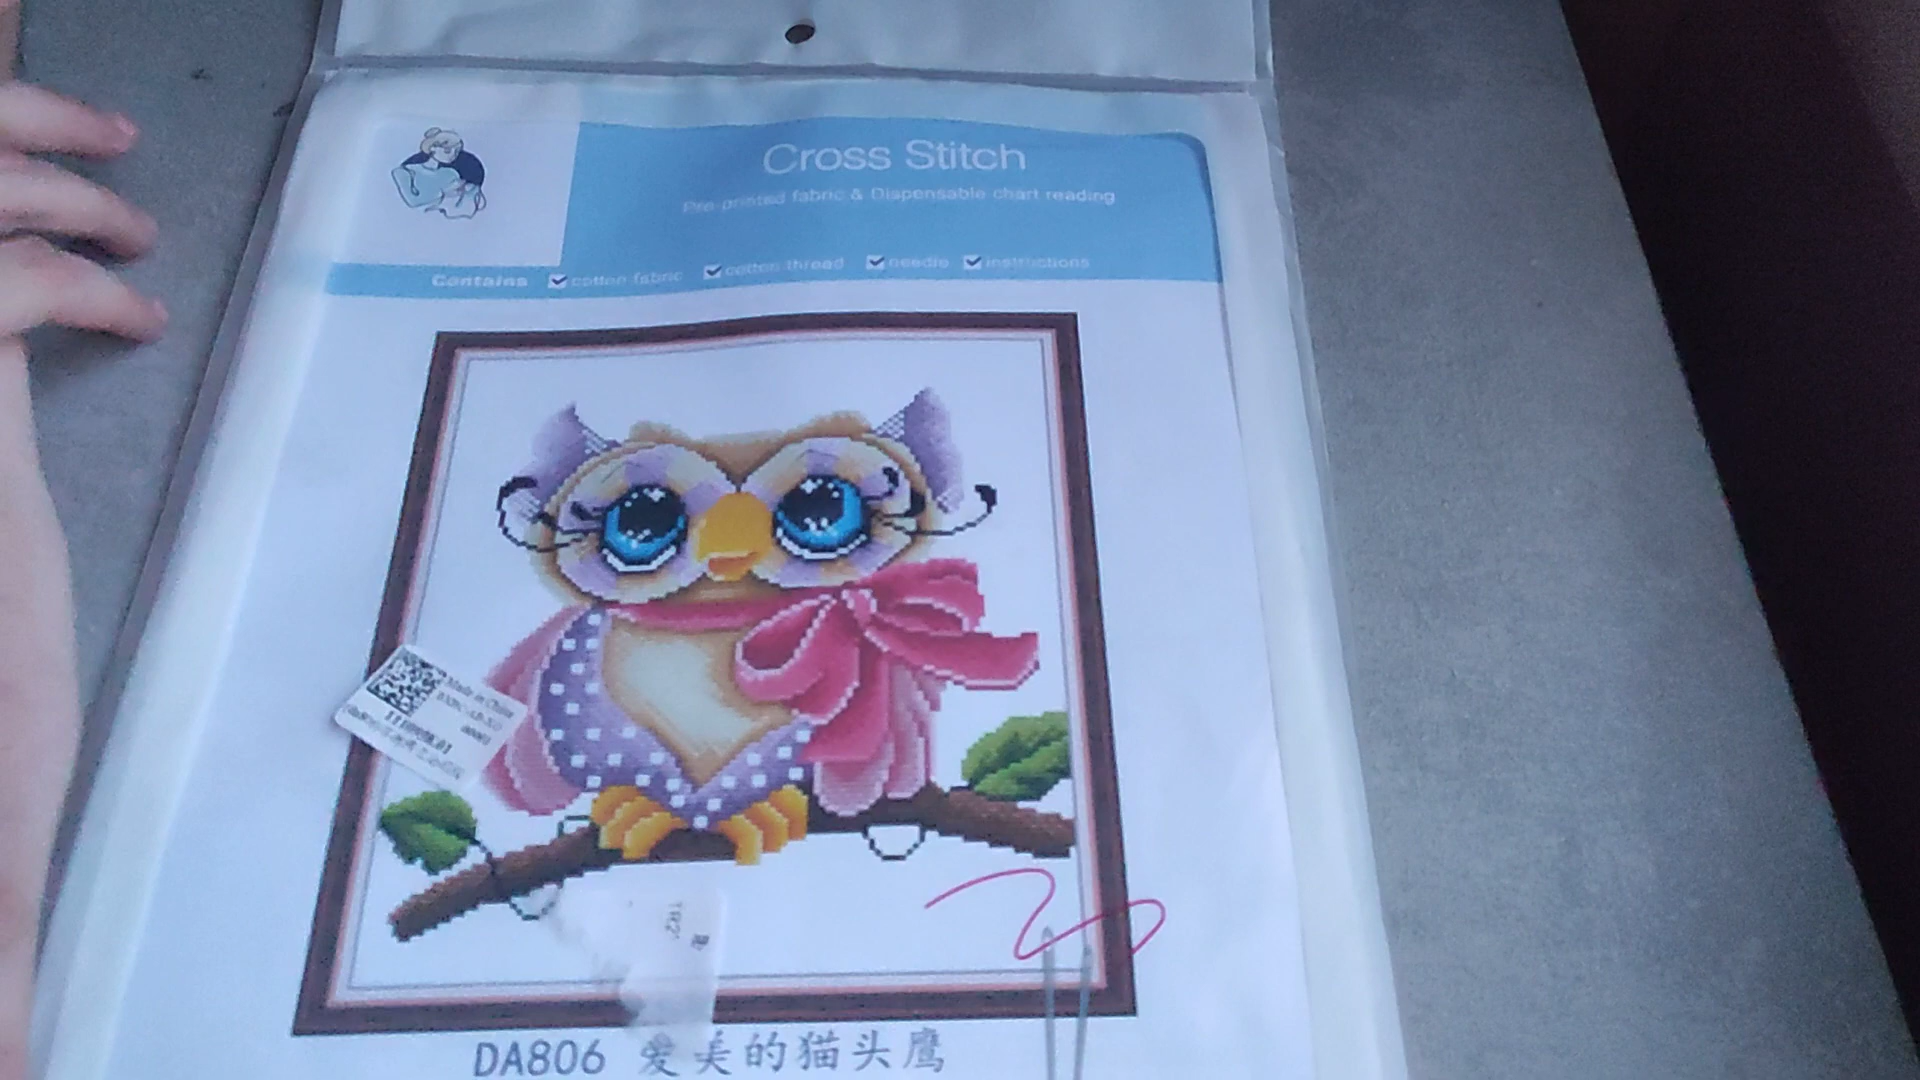 Cross Stitch
Pre-printed fabric & Dispensable chart reading
Contains cotton fabric cotton thread needle instructions
Made in China
DA806 爱美的猫头鹰